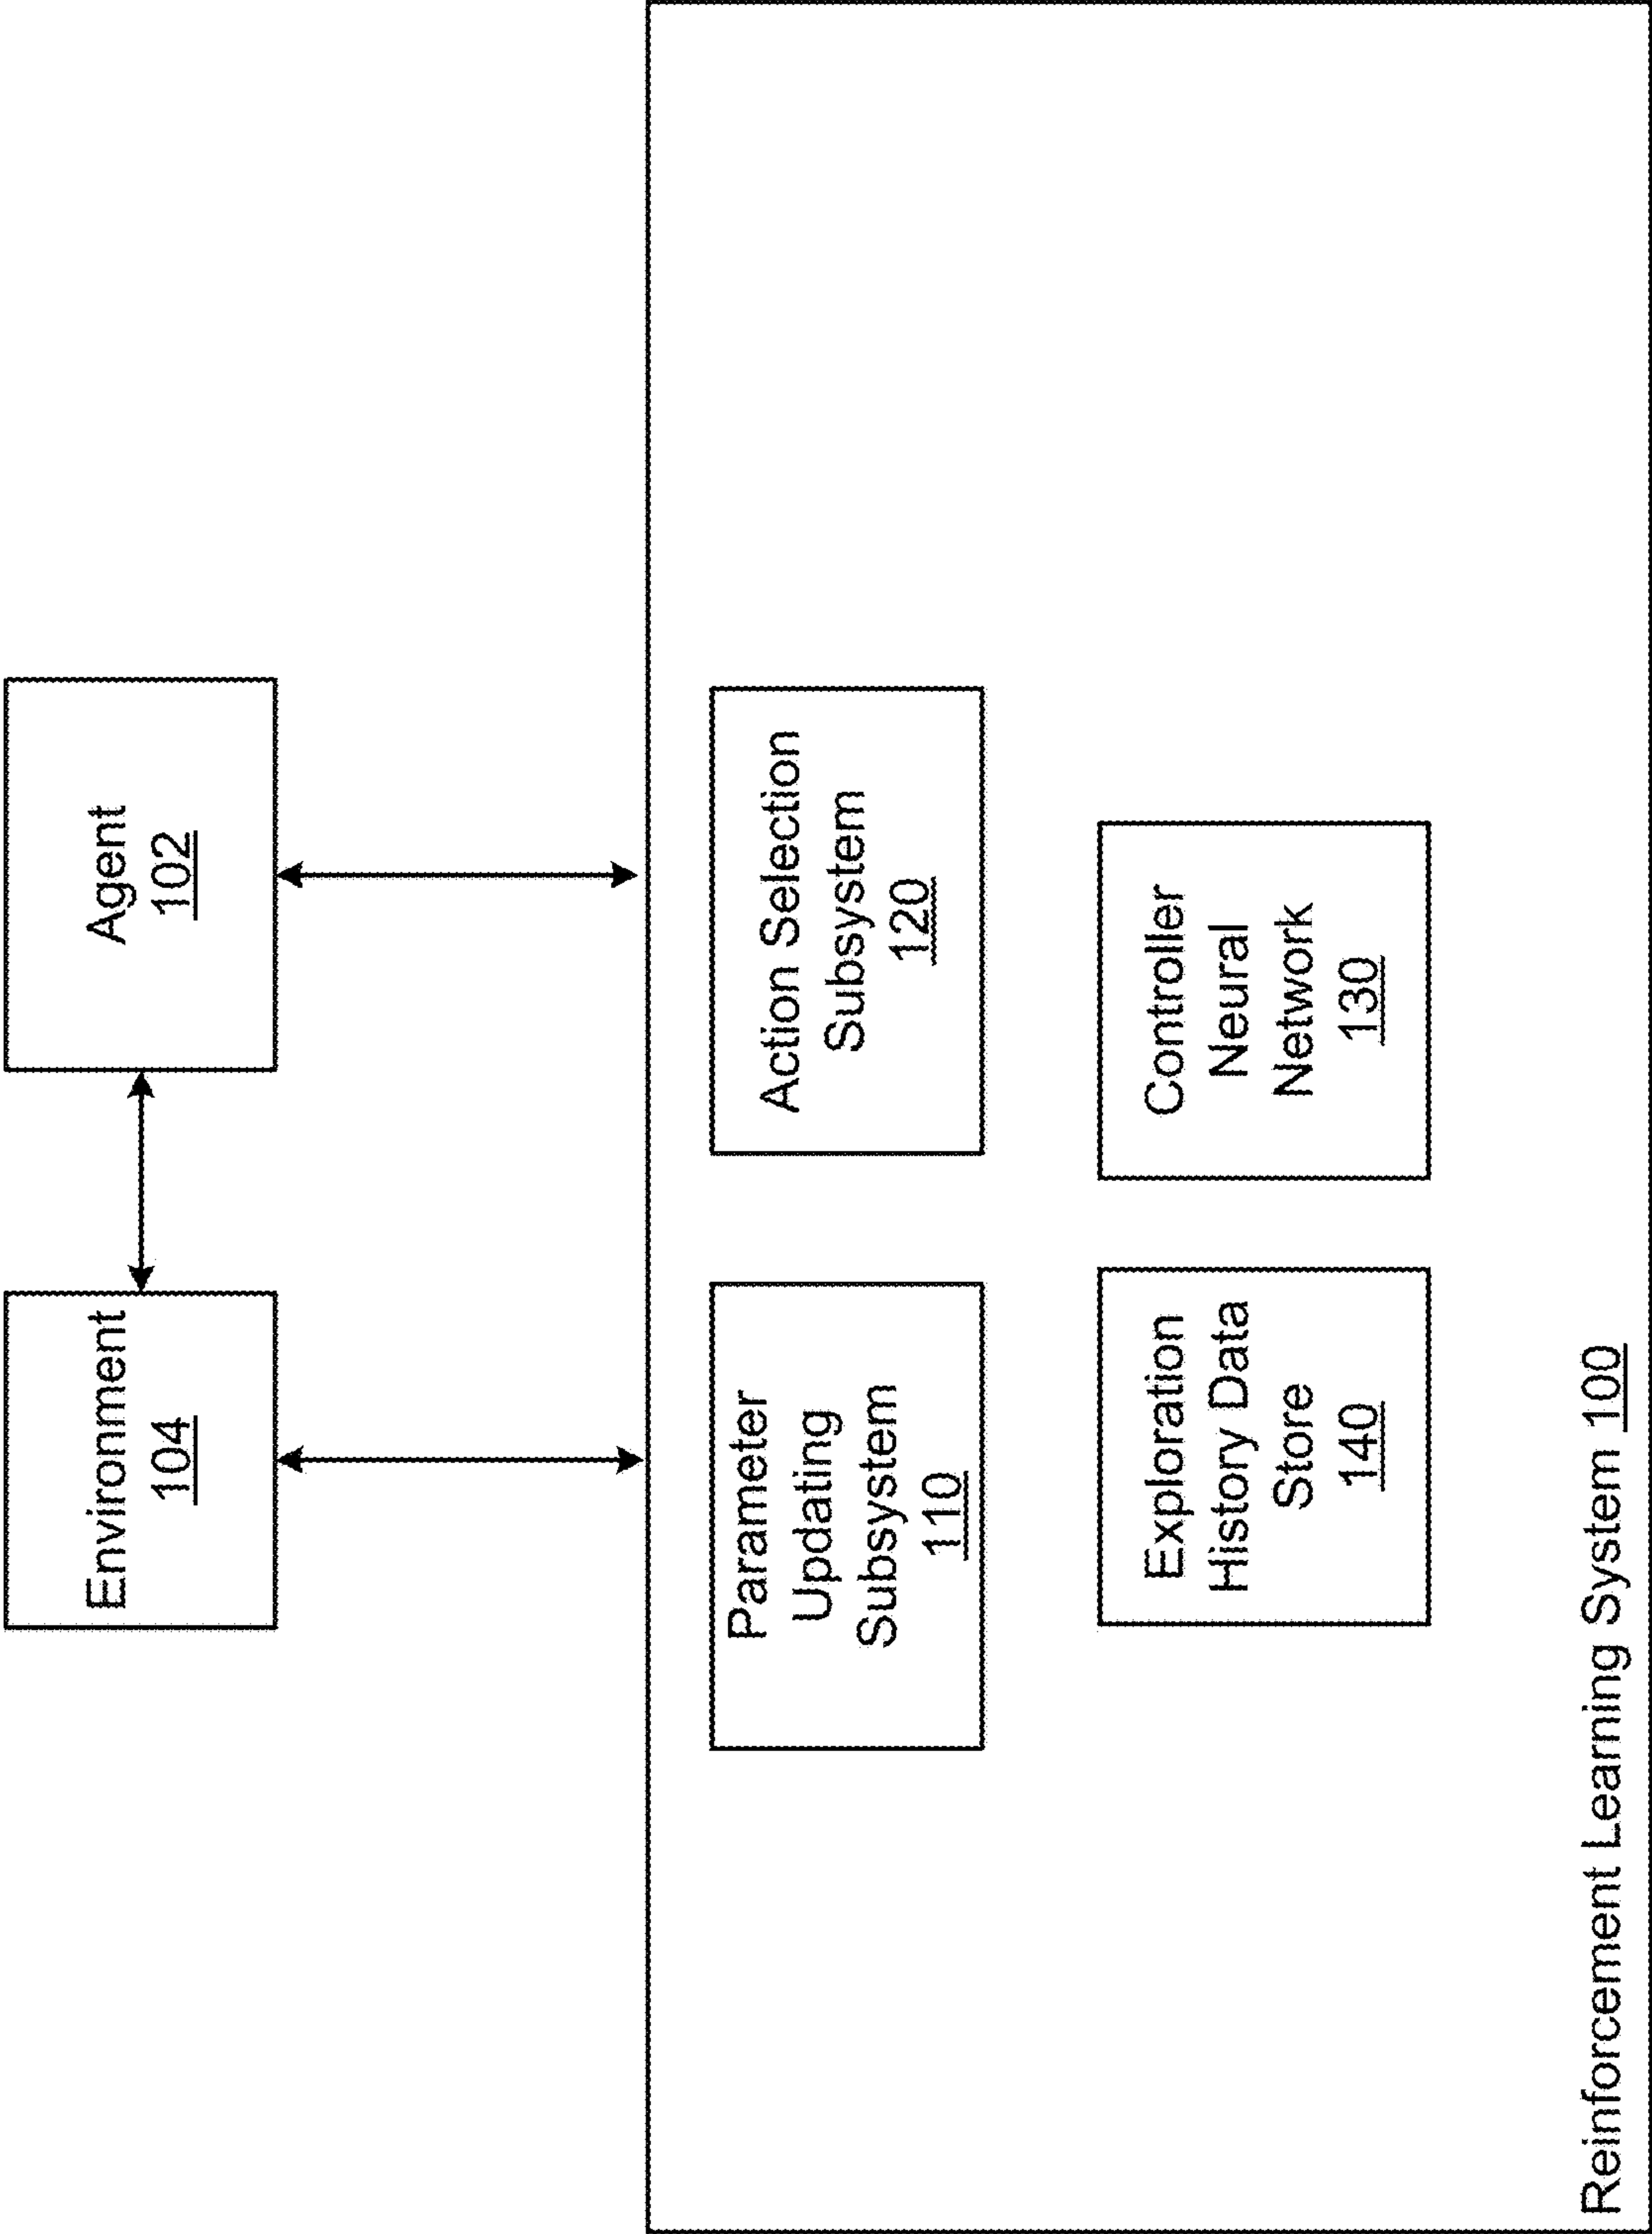 Environment
104
Agent
102
Parameter
Updating
Subsystem
110
Action Selection
Subsystem
120
Exploration
History Data
Store
140
Controller
Neural
Network
130
Reinforcement Learning System 100